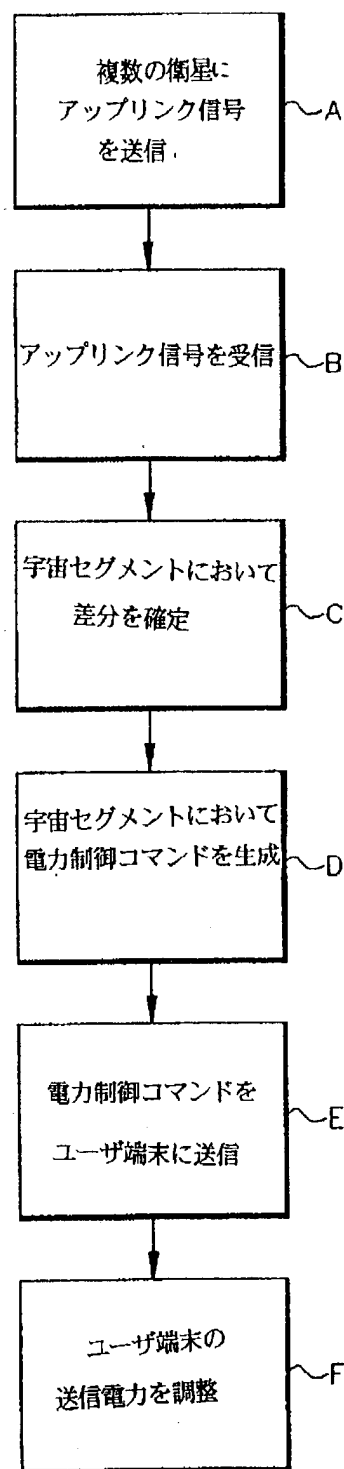 複数の衛星に
アップリンク信号
を送信
A
アップリンク信号を受信
B
宇宙セグメントにおいて
差分を確定
C
宇宙セグメントにおいて
電力制御コマンドを生成
D
電力制御コマンドを
ユーザ端末に送信
E
ユーザ端末の
送信電力を調整
F